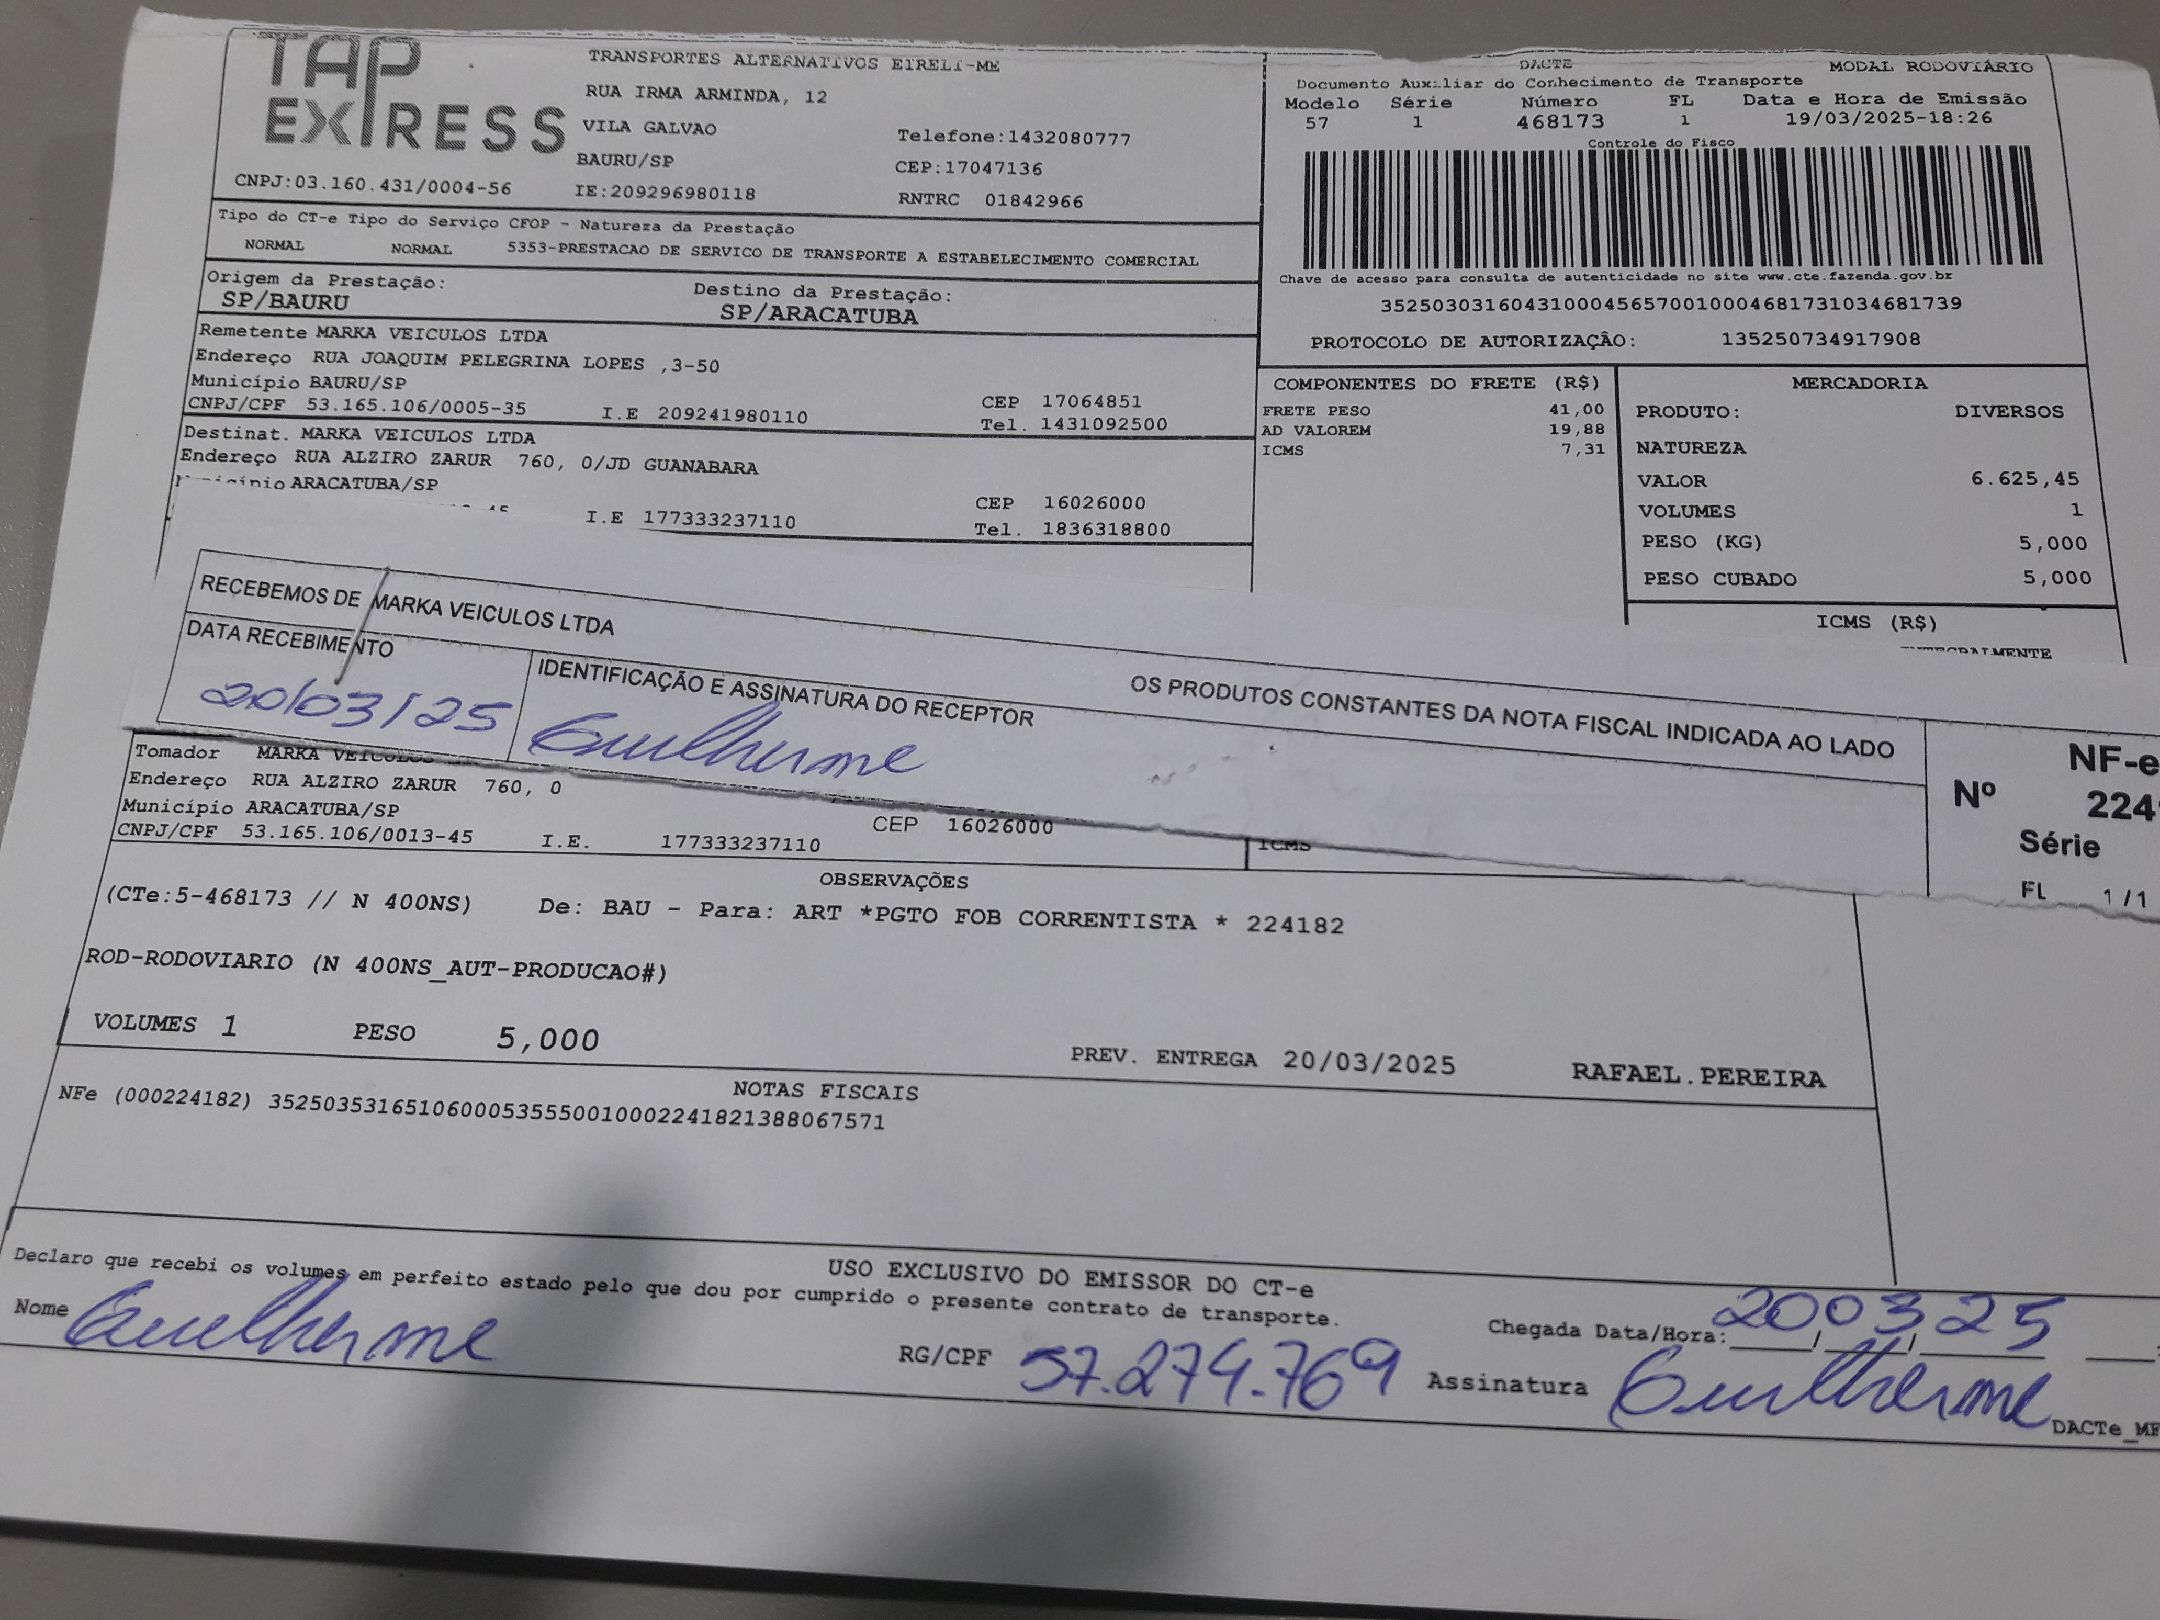 TAP EXPRESS
TRANSPORTES ALTERNATIVOS EIRELI-ME
RUA IRMA ARMINDA, 12
VILA GALVAO
Telefone:1432080777
BAURU/SP
CEP:17047136
CNPJ:03.160.431/0004-56 IE:209296980118 RNTRC 01842966
DACTE MODAL RODOVIÁRIO
Documento Auxiliar do Conhecimento de Transporte
Modelo Série Número FL Data e Hora de Emissão
57 1 468173 1 19/03/2025-18:26
Controle do Fisco
Chave de acesso para consulta de autenticidade no site www.cte.fazenda.gov.br
35250303160431000456570010004681731034681739
PROTOCOLO DE AUTORIZAÇÂO: 135250734917908
Tipo do CT-e Tipo do Serviço CFOP - Natureza da Prestação
NORMAL NORMAL 5353-PRESTACAO DE SERVICO DE TRANSPORTE A ESTABELECIMENTO COMERCIAL
Origem da Prestação: Destino da Prestação:
SP/BAURU SP/ARACATUBA
Remetente MARKA VEICULOS LTDA
Endereço RUA JOAQUIM PELEGRINA LOPES ,3-50
Município BAURU/SP
CNPJ/CPF 53.165.106/0005-35 I.E 209241980110 CEP 17064851
Tel. 1431092500
Destinat. MARKA VEICULOS LTDA
Endereço RUA ALZIRO ZARUR 760, 0/JD GUANABARA
ARACATUBA/SP
I.E 177333237110 CEP 16026000
Tel. 1836318800
COMPONENTES DO FRETE (R$)
FRETE PESO 41,00
AD VALOREM 19,88
ICMS 7,31
MERCADORIA
PRODUTO: DIVERSOS
NATUREZA
VALOR 6.625,45
VOLUMES 1
PESO (KG) 5,000
PESO CUBADO 5,000
ICMS (R$)
RECEBEMOS DE MARKA VEICULOS LTDA
OS PRODUTOS CONSTANTES DA NOTA FISCAL INDICADA AO LADO
DATA RECEBIMENTO
20/03/25
IDENTIFICAÇÃO E ASSINATURA DO RECEPTOR
Guilherme
NF-e
Nº 224
Série
FL 1/1
Tomador MARKA VEICULOS
Endereço RUA ALZIRO ZARUR 760, 0
Município ARACATUBA/SP
CNPJ/CPF 53.165.106/0013-45 I.E. 177333237110 CEP 16026000
ICMS
OBSERVAÇÕES
(CTe:5-468173 // N 400NS) De: BAU - Para: ART *PGTO FOB CORRENTISTA * 224182
ROD-RODOVIARIO (N 400NS_AUT-PRODUCAO#)
VOLUMES 1 PESO 5,000
PREV. ENTREGA 20/03/2025 RAFAEL.PEREIRA
NOTAS FISCAIS
NFe (000224182) 35250353165106000535550010002241821388067571
USO EXCLUSIVO DO EMISSOR DO CT-e
Declaro que recebi os volumes em perfeito estado pelo que dou por cumprido o presente contrato de transporte.
Nome Guilherme
RG/CPF 57.274.769
Chegada Data/Hora: 20/03/25
Assinatura Guilherme